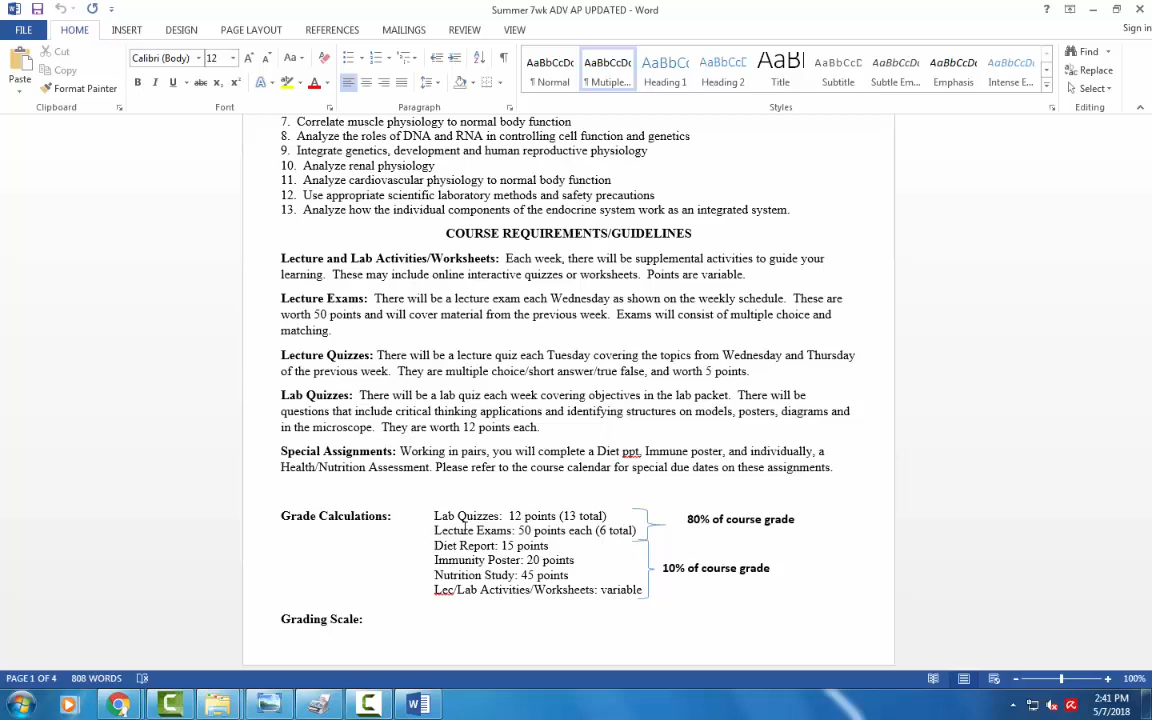 Summer 7wk ADV AP UPDATED - Word
Sign in
FILE HOME INSERT DESIGN PAGE LAYOUT REFERENCES MAILINGS REVIEW VIEW
Paste
Cut
Copy
Format Painter
Clipboard
Calibri (Body) 12
Font
Paragraph
AaBbCcDc AaBbCcDc AaBbCc AaBbCcD AaBl AaBbCcDc AaBbCcDc AaBbCcDc AaBbCcDc
¶ Normal ¶ Mutiple... Heading 1 Heading 2 Title Subtitle Subtle Em... Emphasis Intense E...
Styles
Find
Replace
Select
Editing
7. Correlate muscle physiology to normal body function
8. Analyze the roles of DNA and RNA in controlling cell function and genetics
9. Integrate genetics, development and human reproductive physiology
10. Analyze renal physiology
11. Analyze cardiovascular physiology to normal body function
12. Use appropriate scientific laboratory methods and safety precautions
13. Analyze how the individual components of the endocrine system work as an integrated system.
COURSE REQUIREMENTS/GUIDELINES
Lecture and Lab Activities/Worksheets: Each week, there will be supplemental activities to guide your
learning. These may include online interactive quizzes or worksheets. Points are variable.
Lecture Exams: There will be a lecture exam each Wednesday as shown on the weekly schedule. These are
worth 50 points and will cover material from the previous week. Exams will consist of multiple choice and
matching.
Lecture Quizzes: There will be a lecture quiz each Tuesday covering the topics from Wednesday and Thursday
of the previous week. They are multiple choice/short answer/true false, and worth 5 points.
Lab Quizzes: There will be a lab quiz each week covering objectives in the lab packet. There will be
questions that include critical thinking applications and identifying structures on models, posters, diagrams and
in the microscope. They are worth 12 points each.
Special Assignments: Working in pairs, you will complete a Diet ppt, Immune poster, and individually, a
Health/Nutrition Assessment. Please refer to the course calendar for special due dates on these assignments.
Grade Calculations: Lab Quizzes: 12 points (13 total)
Lecture Exams: 50 points each (6 total)
80% of course grade
Diet Report: 15 points
Immunity Poster: 20 points
Nutrition Study: 45 points
Lec/Lab Activities/Worksheets: variable
10% of course grade
Grading Scale:
PAGE 1 OF 4 808 WORDS
100%
2:41 PM
5/7/2018